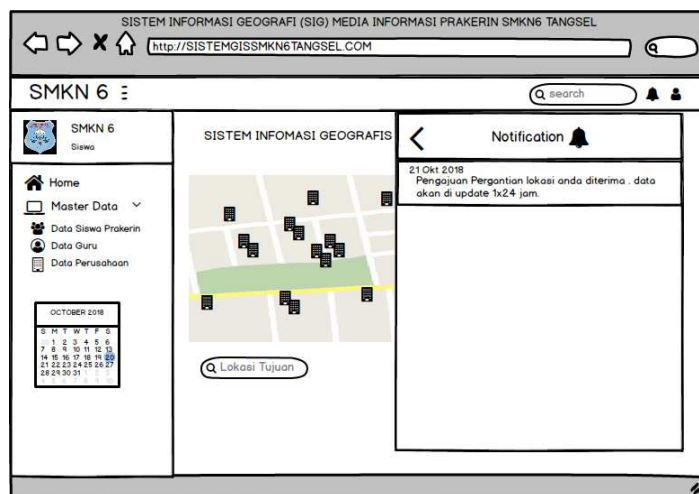 SISTEM INFORMASI GEOGRAFI (SIG) MEDIA INFORMASI PRAKERIN SMKN6 TANGSEL
http://SISTEMGISSMKN6TANGSEL.COM
SMKN 6
search
SMKN 6
Siswa
Home
Master Data
Data Siswa Prakerin
Data Guru
Data Perusahaan
OCTOBER 2018
S M T W T F S
1 2 3 4 5 6
7 8 9 10 11 12 13
14 15 16 17 18 19 20
21 22 23 24 25 26 27
28 29 30 31
SISTEM INFOMASI GEOGRAFIS
Lokasi Tujuan
Notification
21 Okt 2018
Pengajuan Pergantian lokasi anda diterima . data
akan di update 1x24 jam.